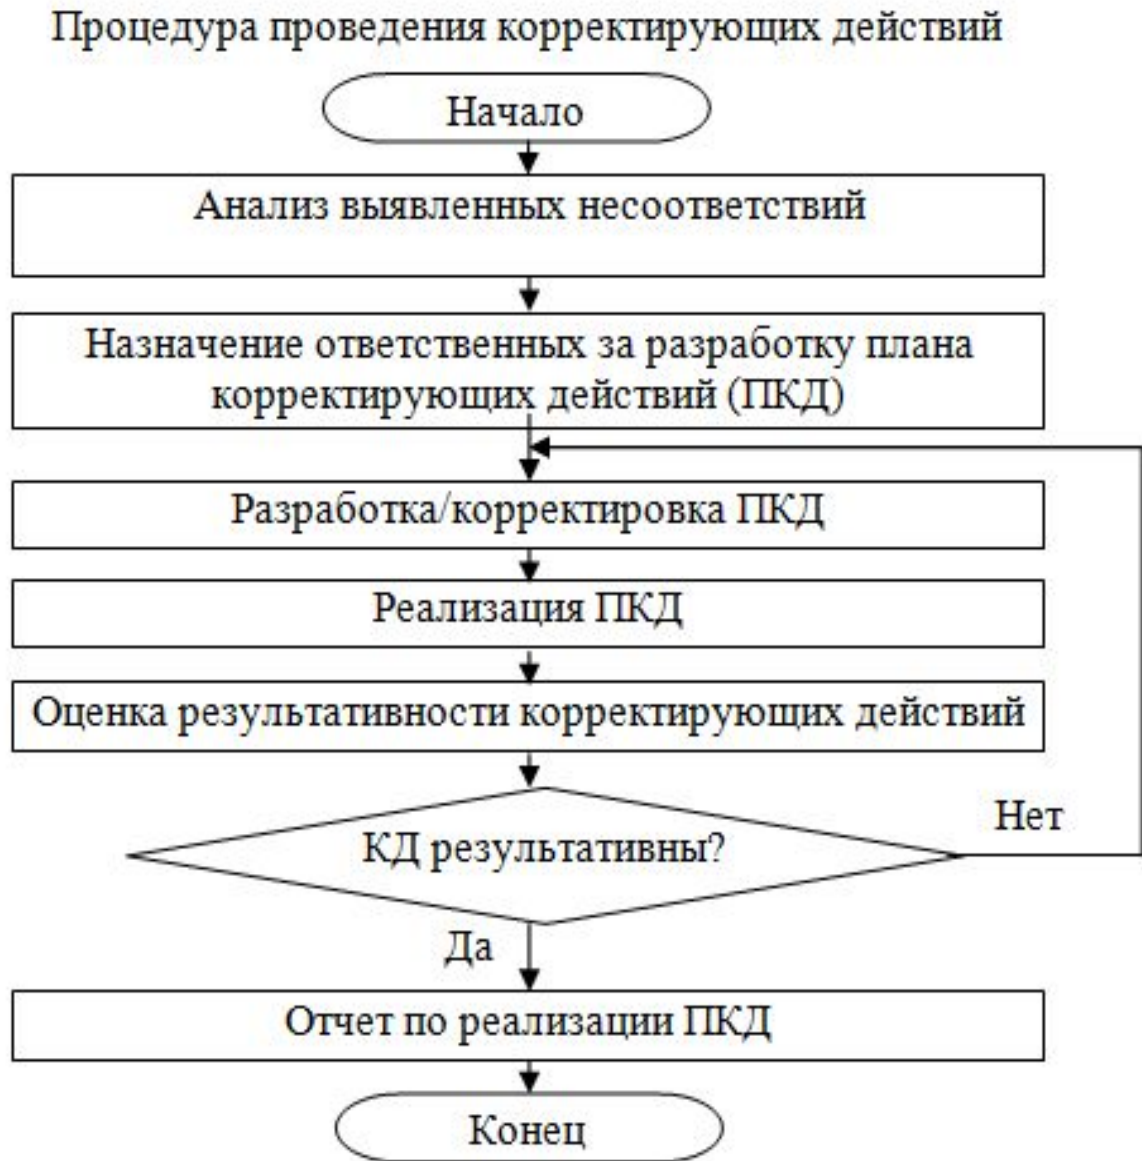 Процедура проведения корректирующих действий
Начало
Анализ выявленных несоответствий
Назначение ответственных за разработку плана
корректирующих действий (ПКД)
Разработка/корректировка ПКД
Реализация ПКД
Оценка результативности корректирующих действий
КД результативны?
Нет
Да
Отчет по реализации ПКД
Конец